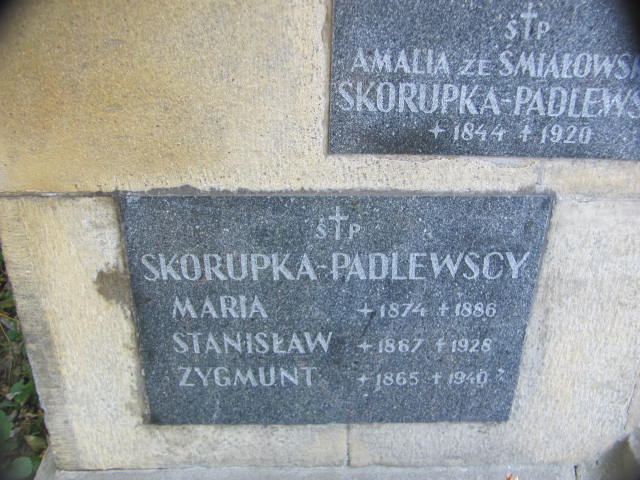 Ś✝P
AMALIA ZE ŚMIAŁOWSK
SKORUPKA-PADLEWS
+ 1844 + 1920
Ś✝P
SKORUPKA-PADLEWSCY
MARIA +1874 +1886
STANISŁAW +1867 +1928
ZYGMUNT +1865 +1940